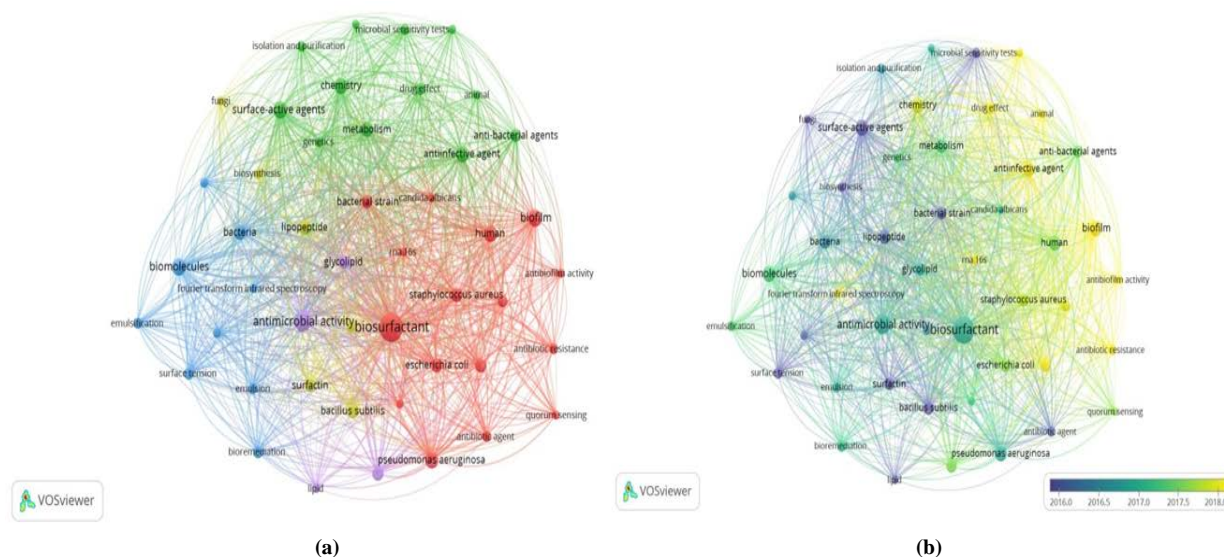 microbial sensitivity tests
isolation and purification
chemistry
drug effect
animal
fungi
surface-active agents
metabolism
anti-bacterial agents
genetics
antiinfective agent
biosynthesis
bacterial strain
candida albicans
biofilm
lipopeptide
bacteria
human
rna 16s
glycolipid
biomolecules
antibiofilm activity
fourier transform infrared spectroscopy
staphylococcus aureus
emulsification
antimicrobial activity
biosurfactant
antibiotic resistance
escherichia coli
surface tension
emulsion
surfactin
bacillus subtilis
quorum sensing
antibiotic agent
bioremediation
pseudomonas aeruginosa
lipid
VOSviewer
(a)
microbial sensitivity tests
isolation and purification
chemistry
drug effect
animal
fungi
surface-active agents
metabolism
anti-bacterial agents
genetics
antiinfective agent
biosynthesis
candida albicans
bacterial strain
biofilm
lipopeptide
bacteria
human
rna 16s
glycolipid
biomolecules
antibiofilm activity
fourier transform infrared spectroscopy
staphylococcus aureus
emulsification
antimicrobial activity
biosurfactant
antibiotic resistance
escherichia coli
surface tension
emulsion
surfactin
bacillus subtilis
quorum sensing
antibiotic agent
bioremediation
pseudomonas aeruginosa
lipid
VOSviewer
2016.0 2016.5 2017.0 2017.5 2018.0
(b)